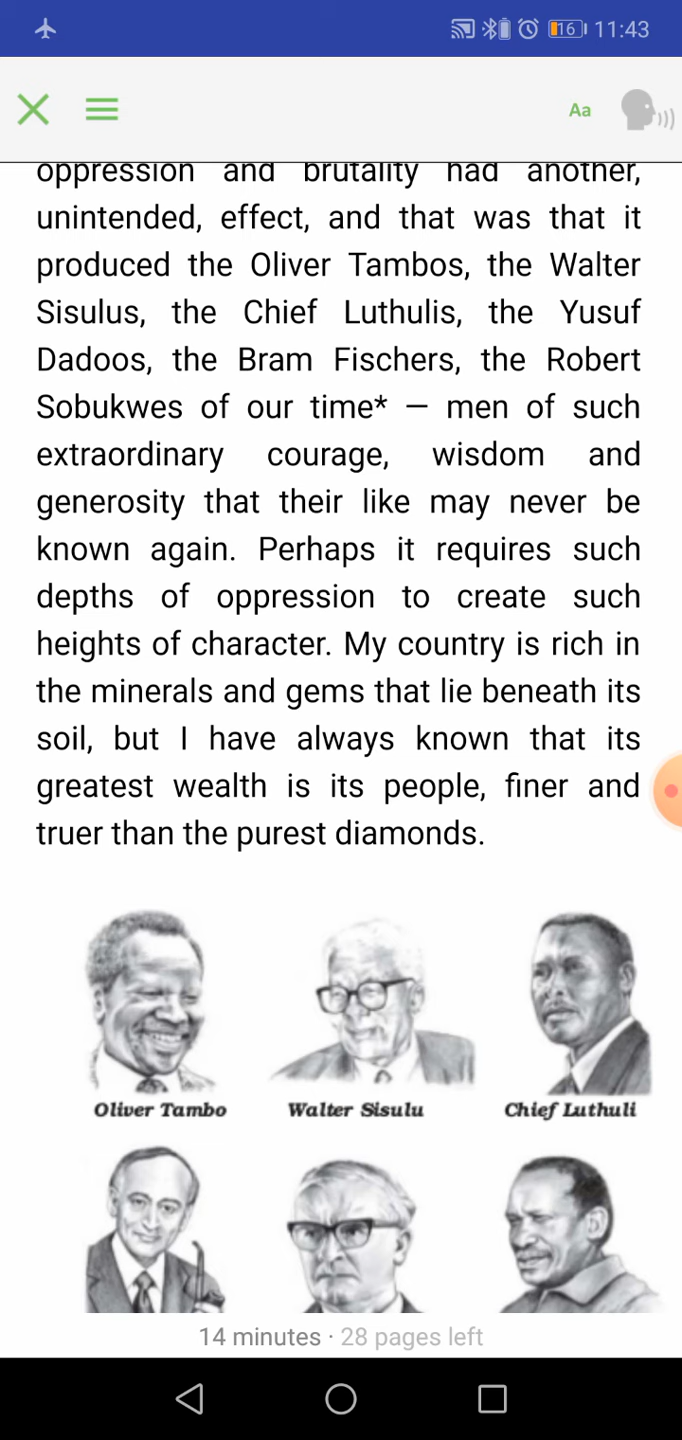 16 11:43
Aa
oppression and brutality had another,
unintended, effect, and that was that it
produced the Oliver Tambos, the Walter
Sisulus, the Chief Luthulis, the Yusuf
Dadoos, the Bram Fischers, the Robert
Sobukwes of our time* — men of such
extraordinary courage, wisdom and
generosity that their like may never be
known again. Perhaps it requires such
depths of oppression to create such
heights of character. My country is rich in
the minerals and gems that lie beneath its
soil, but I have always known that its
greatest wealth is its people, finer and
truer than the purest diamonds.
Oliver Tambo Walter Sisulu Chief Luthuli
14 minutes · 28 pages left